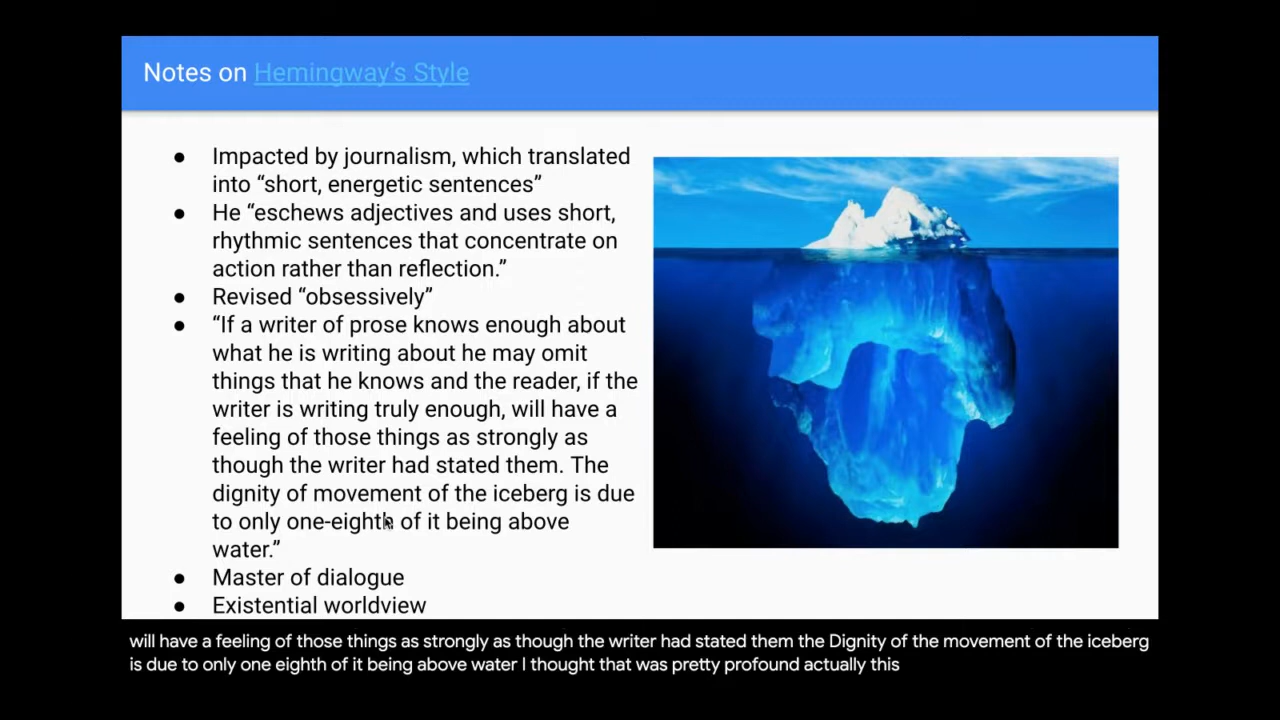 Notes on Hemingway's Style
● Impacted by journalism, which translated
into “short, energetic sentences”
● He “eschews adjectives and uses short,
rhythmic sentences that concentrate on
action rather than reflection.”
● Revised “obsessively”
● “If a writer of prose knows enough about
what he is writing about he may omit
things that he knows and the reader, if the
writer is writing truly enough, will have a
feeling of those things as strongly as
though the writer had stated them. The
dignity of movement of the iceberg is due
to only one-eighth of it being above
water.”
● Master of dialogue
● Existential worldview
will have a feeling of those things as strongly as though the writer had stated them the Dignity of the movement of the iceberg
is due to only one eighth of it being above water I thought that was pretty profound actually this